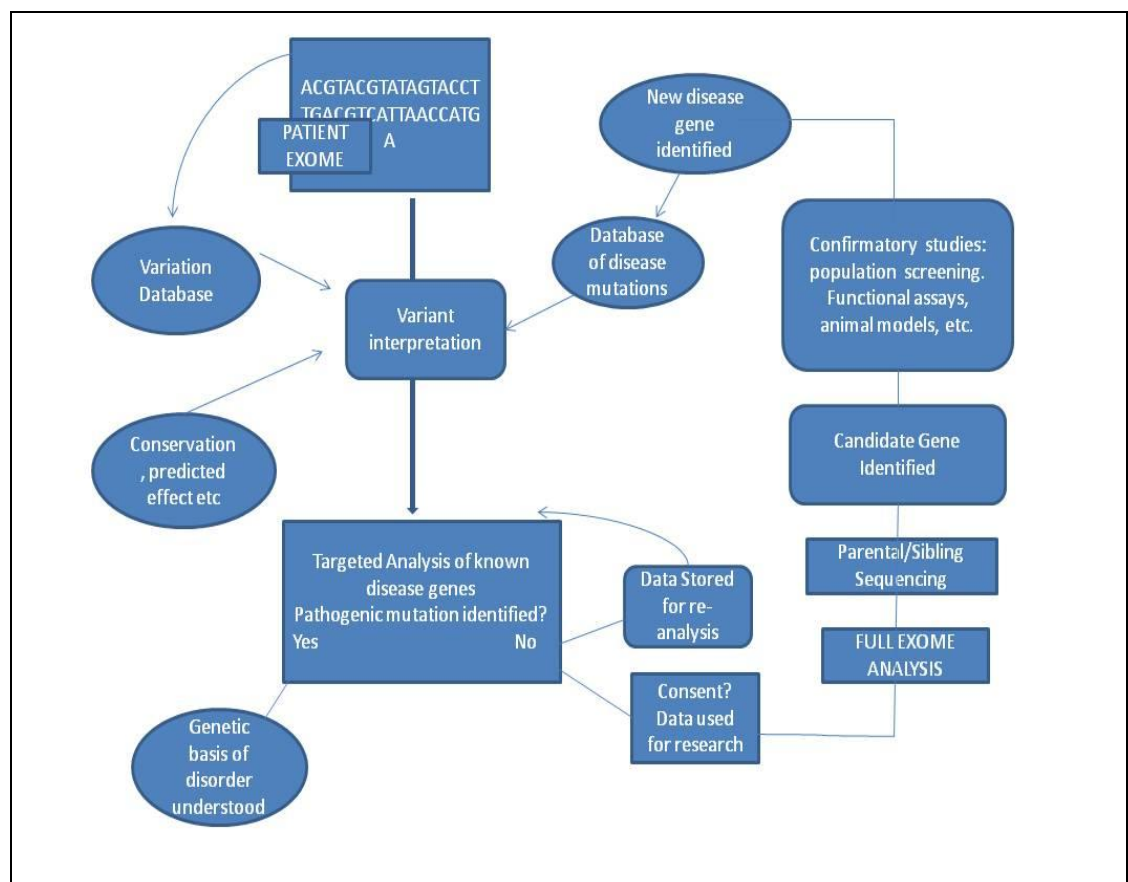 ACGTACGTATAGTACCT
TGACGTCATTAACCATG
A
PATIENT
EXOME
New disease
gene
identified
Variation
Database
Database
of disease
mutations
Confirmatory studies:
population screening.
Functional assays,
animal models, etc.
Variant
interpretation
Conservation
, predicted
effect etc
Candidate Gene
Identified
Targeted Analysis of known
disease genes
Pathogenic mutation identified?
Yes No
Data Stored
for re-
analysis
Parental/Sibling
Sequencing
FULL EXOME
ANALYSIS
Consent?
Data used
for research
Genetic
basis of
disorder
understood